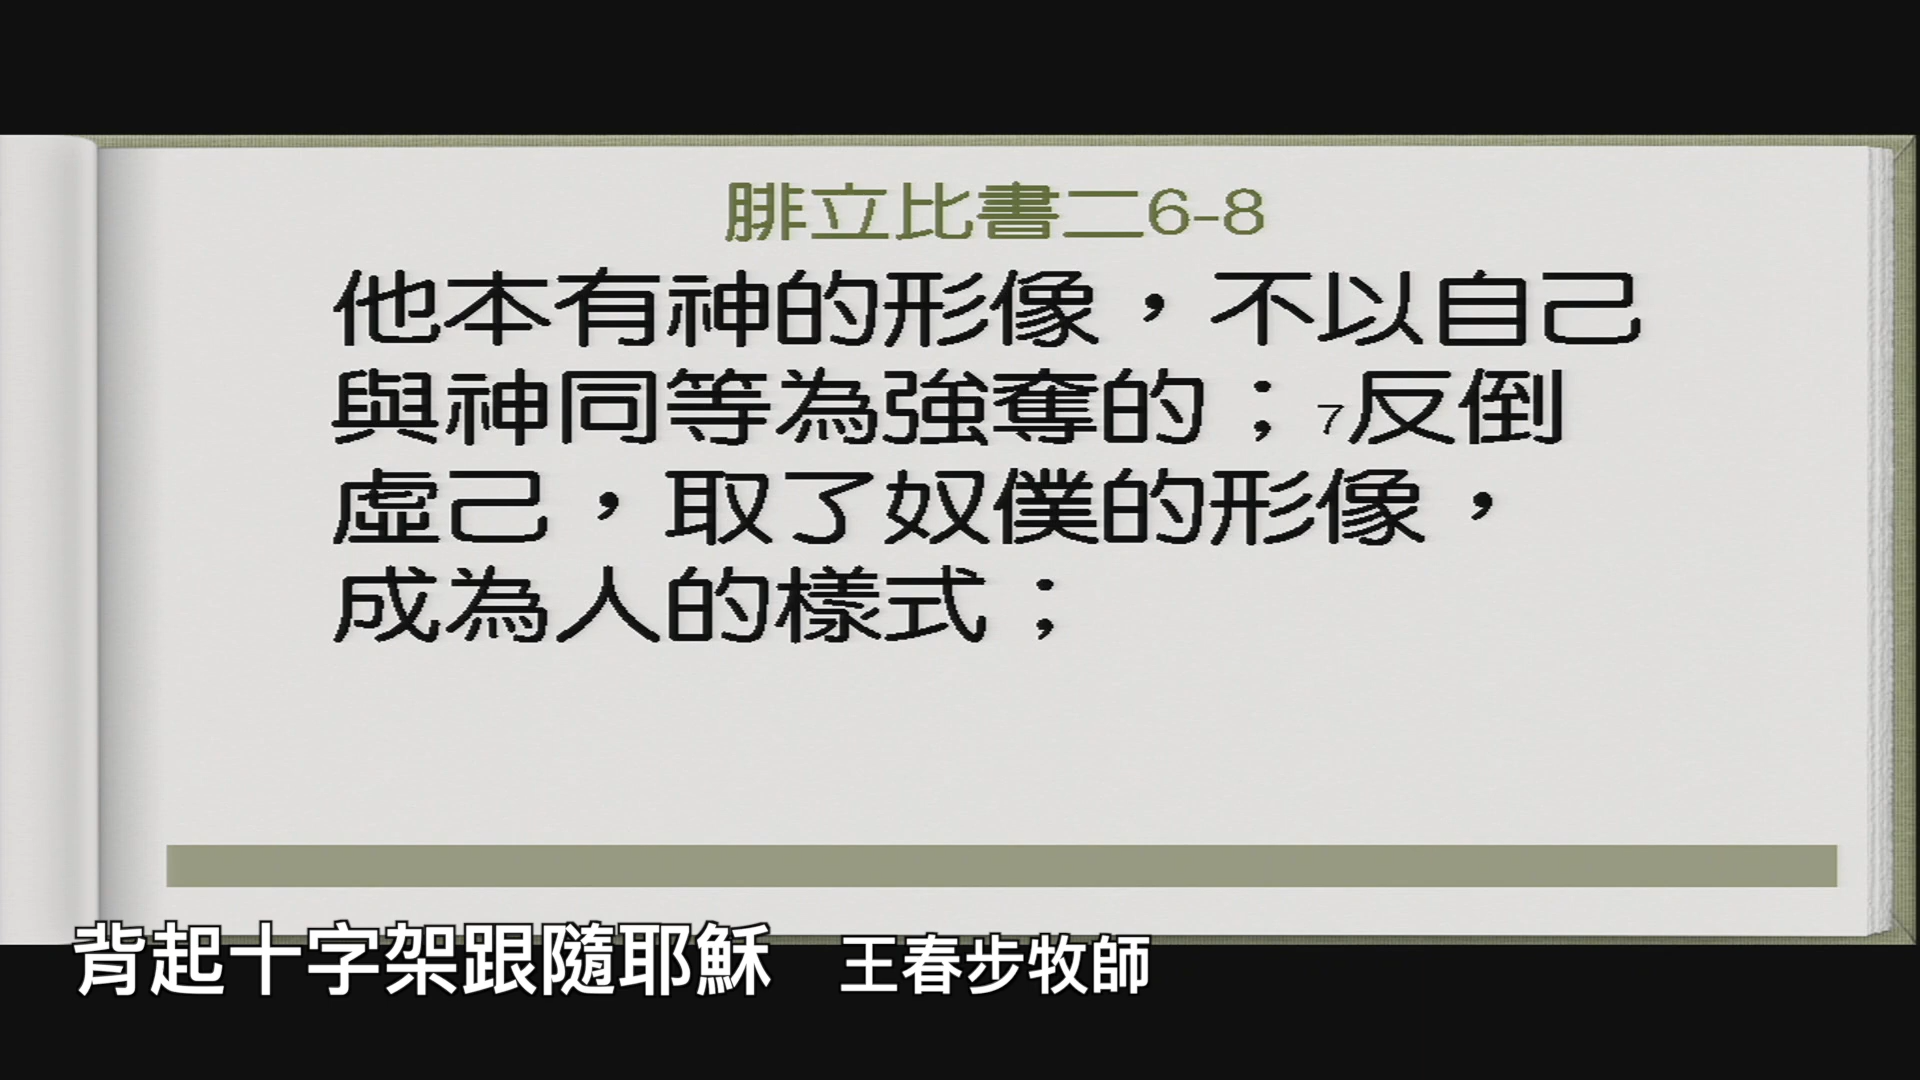 腓立比書二6-8
他本有神的形像，不以自己
與神同等為強奪的；7反倒
虛己，取了奴僕的形像，
成為人的樣式；
背起十字架跟隨耶穌 王春步牧師